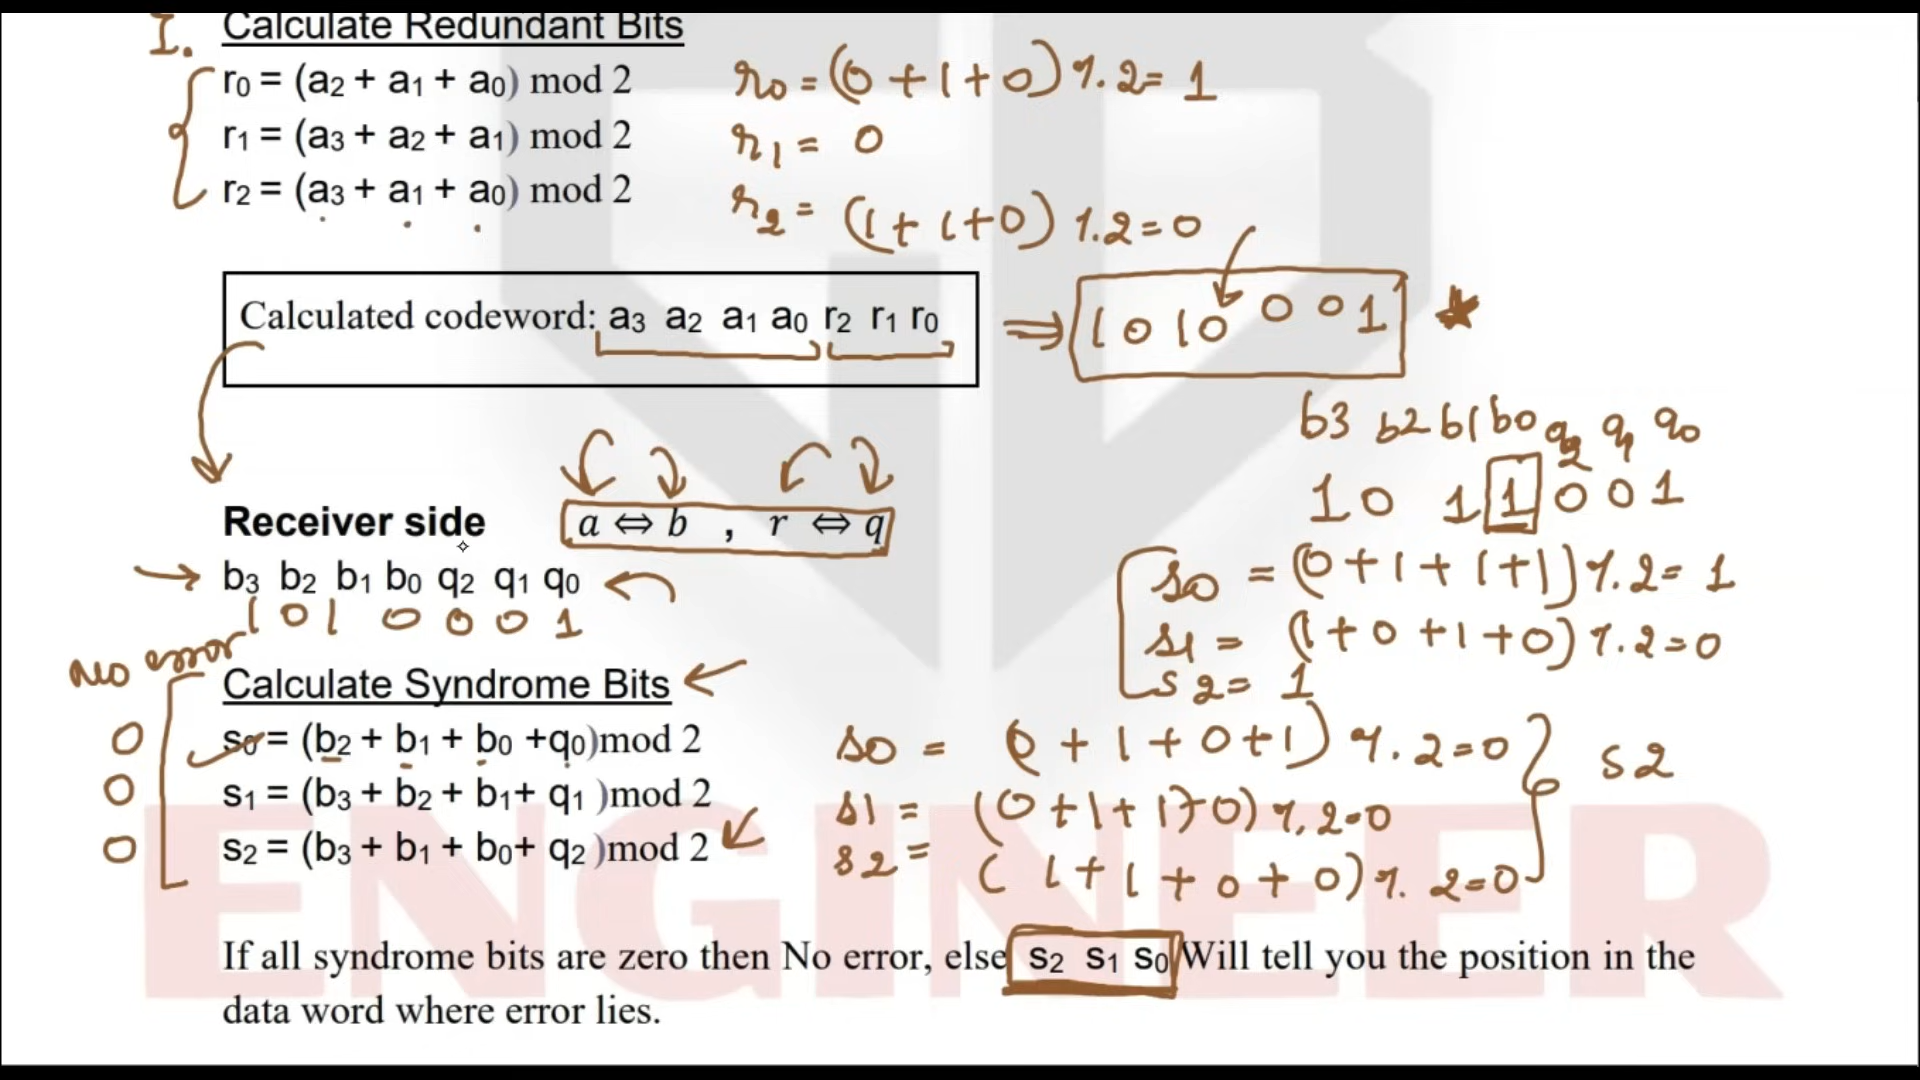 I. Calculate Redundant Bits
r0 = (a2 + a1 + a0) mod 2
r1 = (a3 + a2 + a1) mod 2
r2 = (a3 + a1 + a0) mod 2
r0 = (0 + 1 + 0) %. 2 = 1
r1 = 0
r2 = (1 + 1 + 0) %. 2 = 0
Calculated codeword: a3 a2 a1 a0 r2 r1 r0 ⇒ 1 0 1 0 0 0 1 ★
b3 b2 b1 b0 q2 q1 q0
1 0 1 1 0 0 1
Receiver side
a ⇔ b , r ⇔ q
→ b3 b2 b1 b0 q2 q1 q0 ←
1 0 1 0 0 0 1
s0 = (0 + 1 + 1 + 1) %. 2 = 1
s1 = (1 + 0 + 1 + 0) %. 2 = 0
s2 = 1
No error
Calculate Syndrome Bits ←
0 s0 = (b2 + b1 + b0 +q0)mod 2
0 s1 = (b3 + b2 + b1+ q1 )mod 2
0 s2 = (b3 + b1 + b0+ q2 )mod 2
s0 = (0 + 1 + 0 + 1) %. 2 = 0
s1 = (0 + 1 + 1 + 0) %. 2 = 0
s2 = (1 + 1 + 0 + 0) %. 2 = 0
s2
ENGINEER
If all syndrome bits are zero then No error, else s2 s1 s0 Will tell you the position in the
data word where error lies.